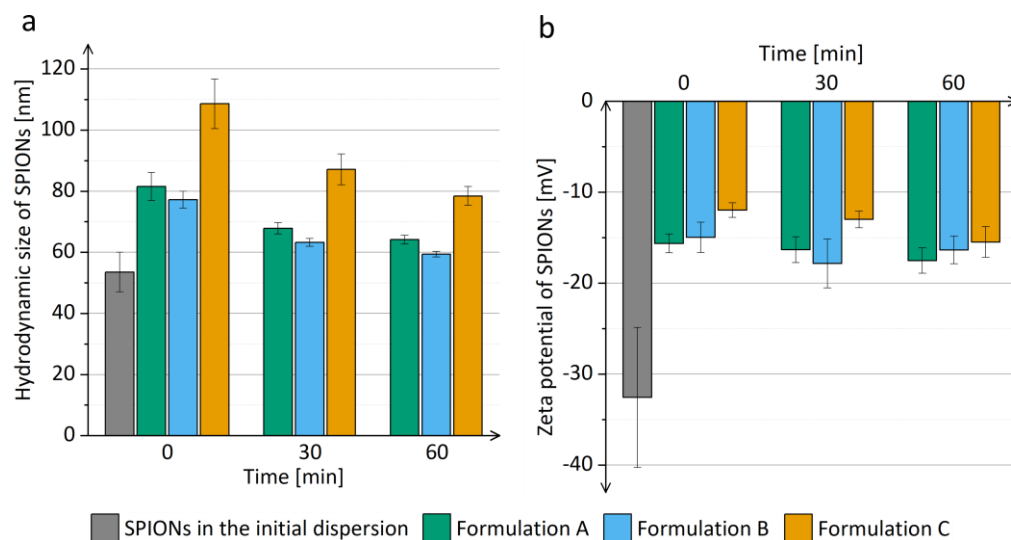 a
Hydrodynamic size of SPIONs [nm]
120
100
80
60
40
20
0
0 30 60
Time [min]
b
Time [min]
0 30 60
Zeta potential of SPIONs [mV]
0
-10
-20
-30
-40
SPIONs in the initial dispersion Formulation A Formulation B Formulation C